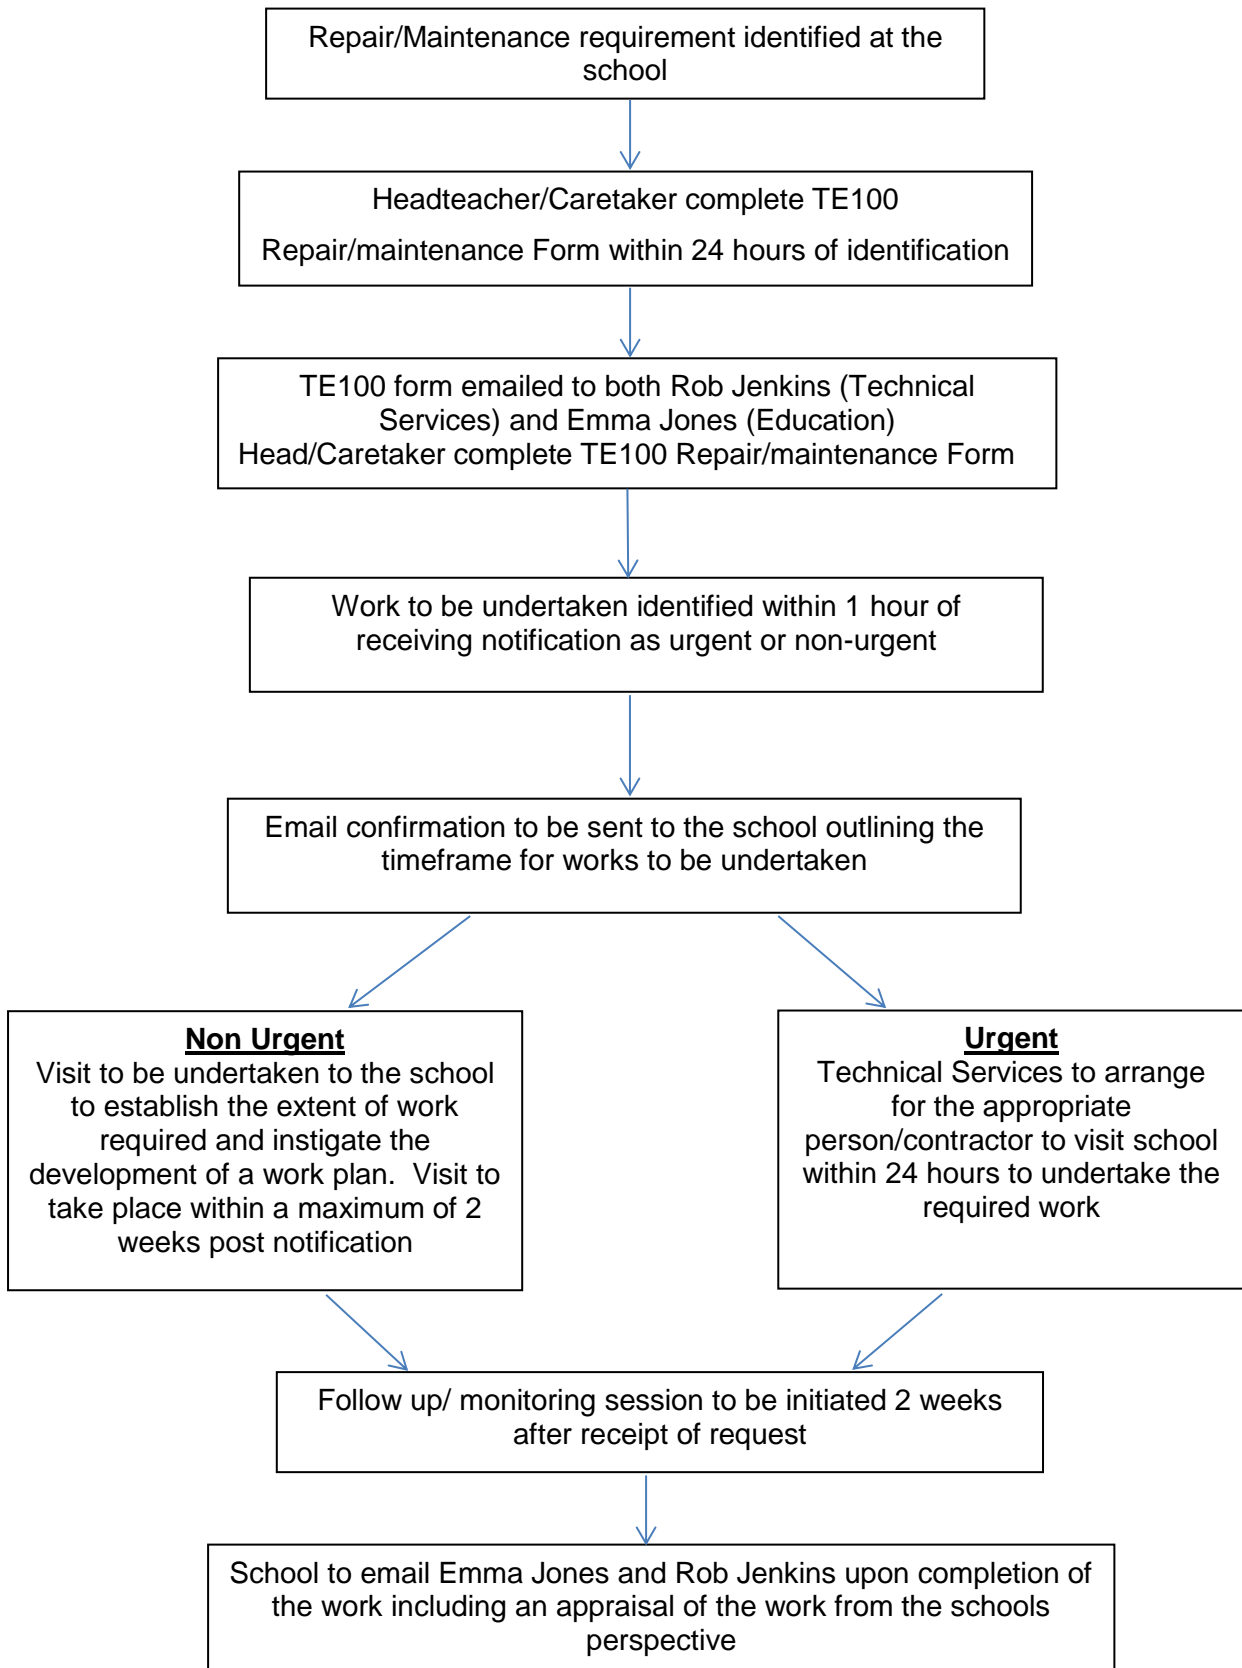 Repair/Maintenance requirement identified at the
school
Headteacher/Caretaker complete TE100
Repair/maintenance Form within 24 hours of identification
TE100 form emailed to both Rob Jenkins (Technical
Services) and Emma Jones (Education)
Head/Caretaker complete TE100 Repair/maintenance Form
Work to be undertaken identified within 1 hour of
receiving notification as urgent or non-urgent
Email confirmation to be sent to the school outlining the
timeframe for works to be undertaken
Non Urgent
Visit to be undertaken to the school
to establish the extent of work
required and instigate the
development of a work plan.  Visit to
take place within a maximum of 2
weeks post notification
Urgent
Technical Services to arrange
for the appropriate
person/contractor to visit school
within 24 hours to undertake the
required work
Follow up/ monitoring session to be initiated 2 weeks
after receipt of request
School to email Emma Jones and Rob Jenkins upon completion of
the work including an appraisal of the work from the schools
perspective